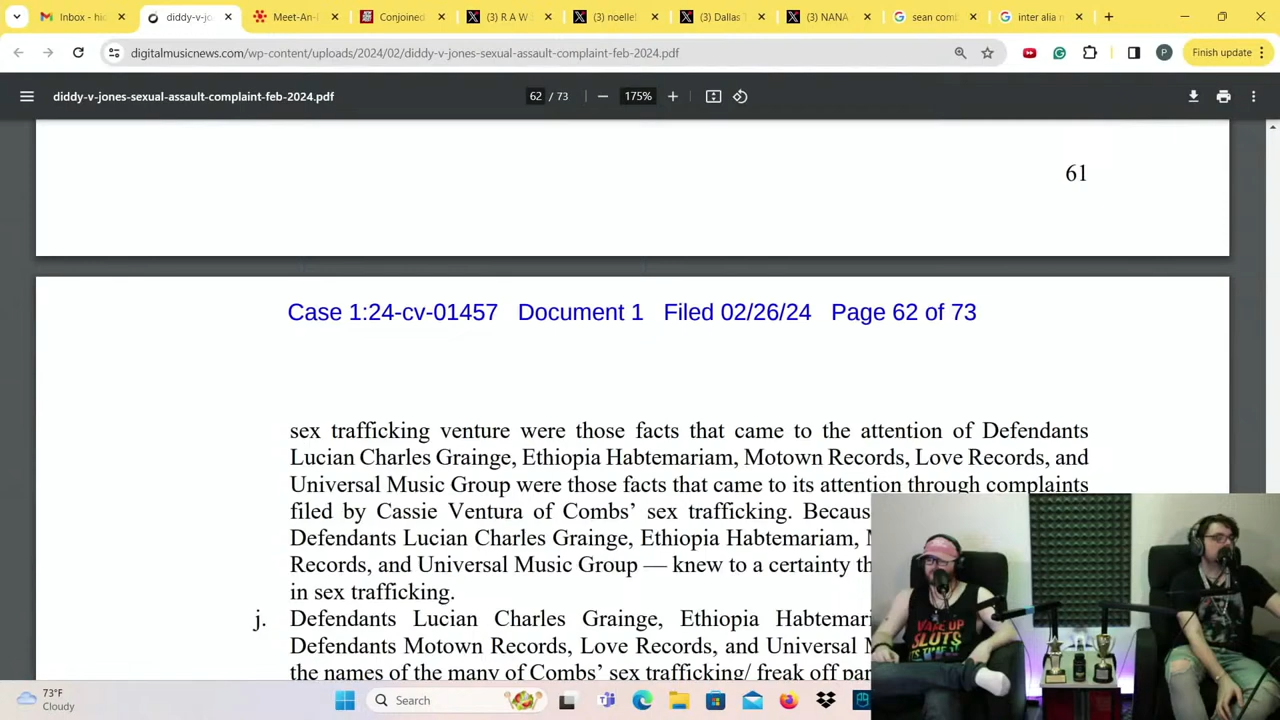 Inbox - hic
diddy-v-jo
Meet-An-I
Conjoined
(3) R A W
(3) noelle
(3) Dallas
(3) NANA
sean comb
inter alia m
digitalmusicnews.com/wp-content/uploads/2024/02/diddy-v-jones-sexual-assault-complaint-feb-2024.pdf
P
Finish update
diddy-v-jones-sexual-assault-complaint-feb-2024.pdf
62 / 73
175%
61
Case 1:24-cv-01457 Document 1 Filed 02/26/24 Page 62 of 73
sex trafficking venture were those facts that came to the attention of Defendants
Lucian Charles Grainge, Ethiopia Habtemariam, Motown Records, Love Records, and
Universal Music Group were those facts that came to its attention through complaints
filed by Cassie Ventura of Combs’ sex trafficking. Becaus
Defendants Lucian Charles Grainge, Ethiopia Habtemariam,
Records, and Universal Music Group — knew to a certainty th
in sex trafficking.
j. Defendants Lucian Charles Grainge, Ethiopia Habtemari
Defendants Motown Records, Love Records, and Universal
the names of the many of Combs’ sex trafficking/ freak off par
WAKE UP
SLUTS
73°F
Cloudy
Search